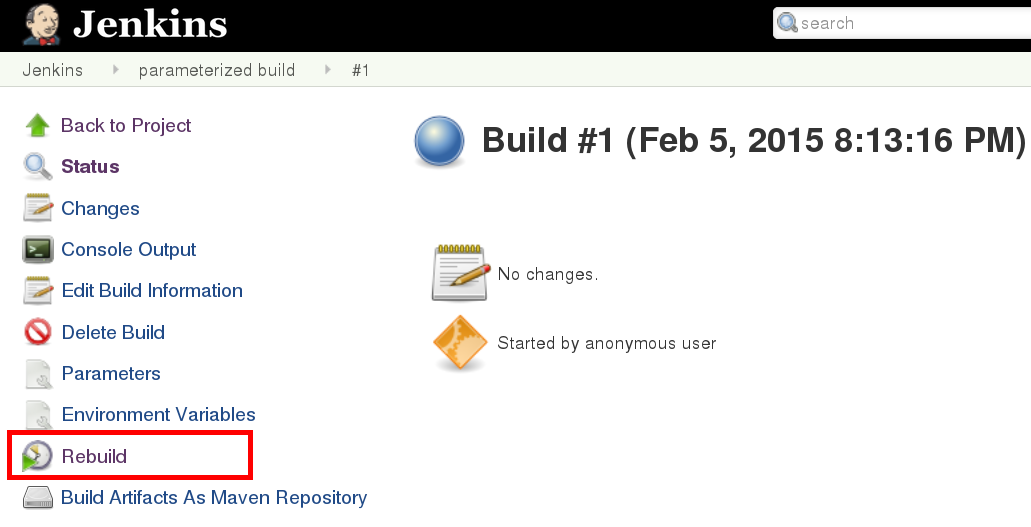 Jenkins
search
Jenkins parameterized build #1
Back to Project
Status
Changes
Console Output
Edit Build Information
Delete Build
Parameters
Environment Variables
Rebuild
Build Artifacts As Maven Repository
Build #1 (Feb 5, 2015 8:13:16 PM)
No changes.
Started by anonymous user